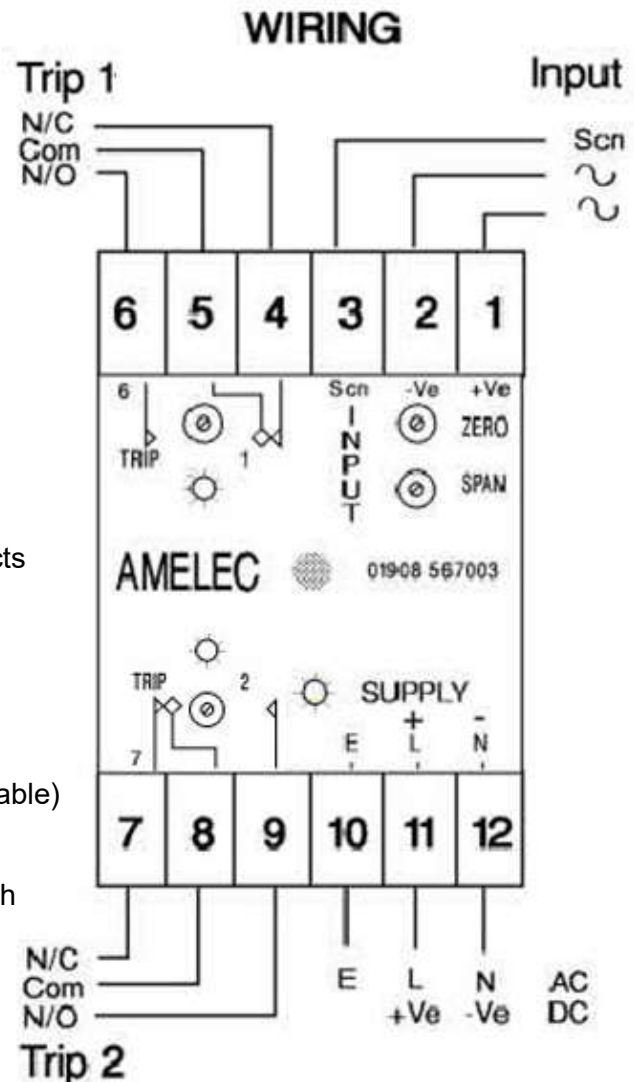 WIRING
Trip 1 Input
N/C Scn
Com
N/O
6 5 4 3 2 1
6 Scn -Ve +Ve
INPUT
ZERO
TRIP 1
SPAN
cts
AMELEC 01908 567003
TRIP 2
SUPPLY
+ -
E L N
7
able)
7 8 9 10 11 12
h
N/C E L N AC
Com +Ve -Ve DC
N/O
Trip 2